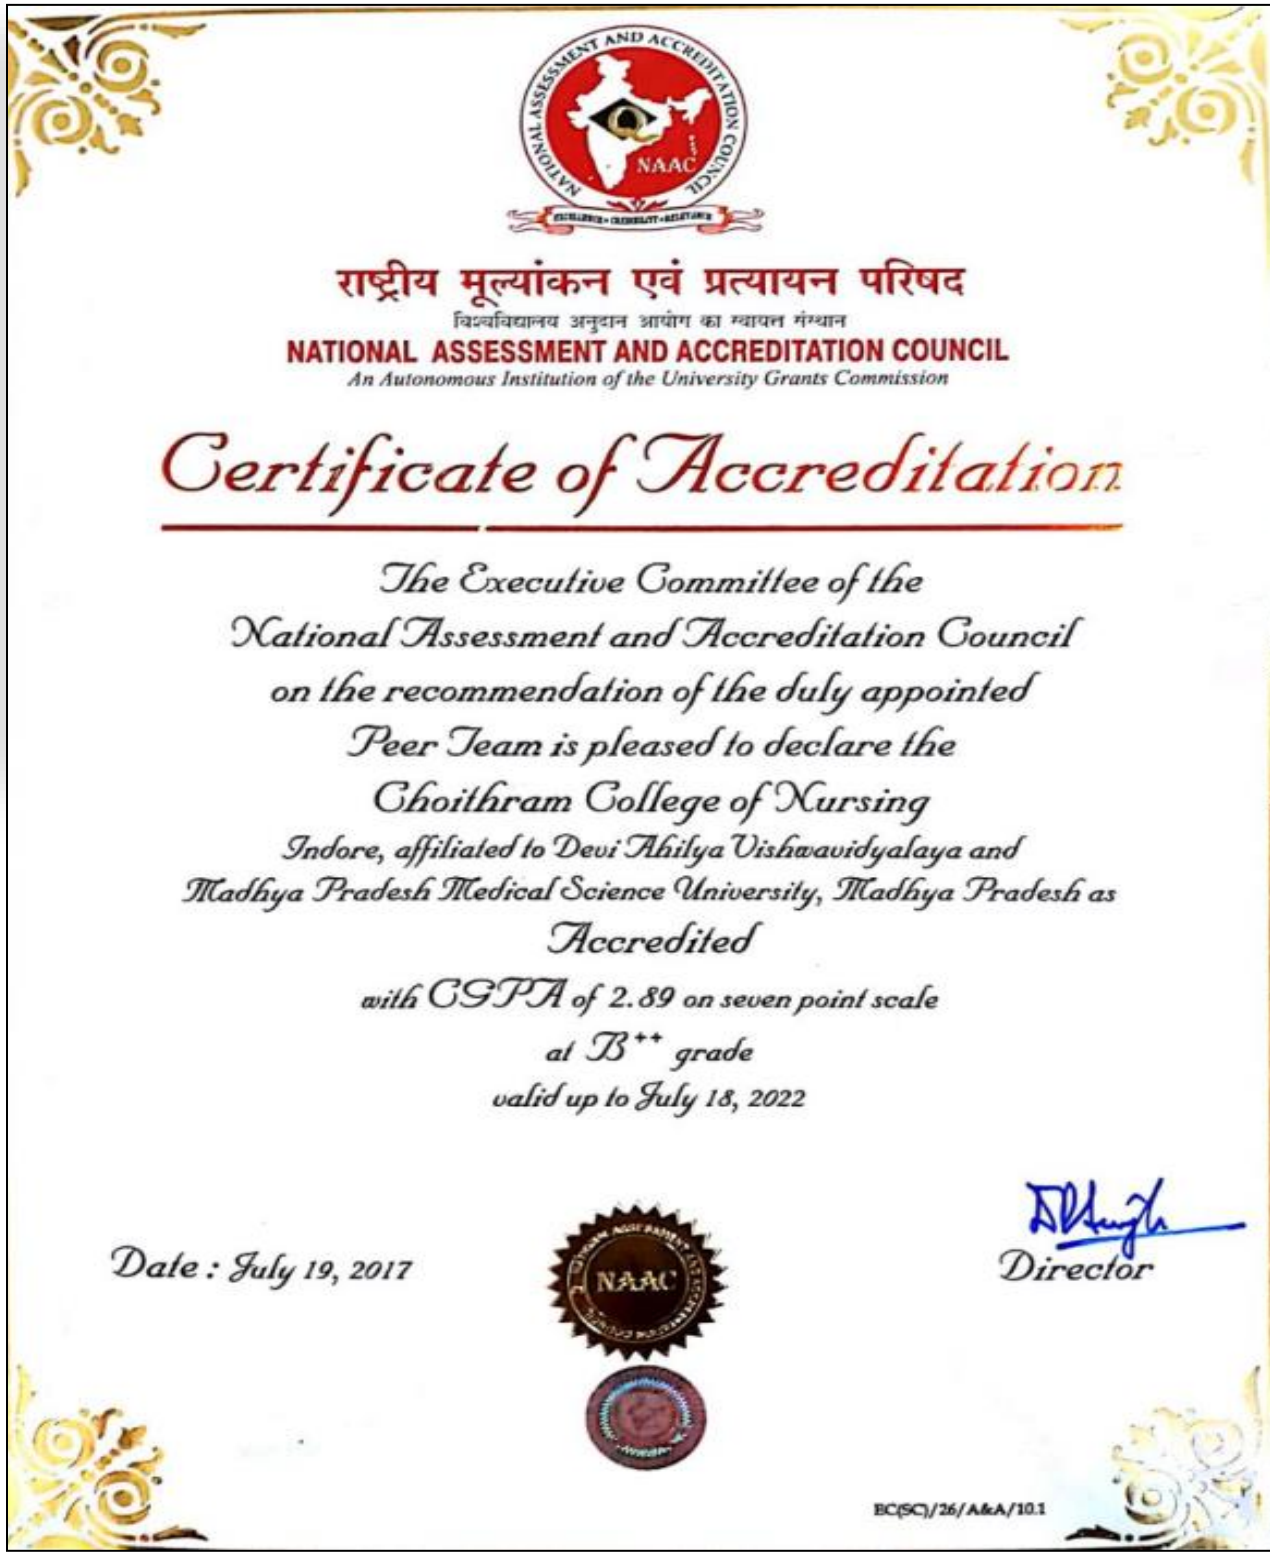 NATIONAL ASSESSMENT AND ACCREDITATION COUNCIL
NAAC
EXCELLENCE • CREDIBILITY • RELEVANCE
राष्ट्रीय मूल्यांकन एवं प्रत्यायन परिषद
विश्वविद्यालय अनुदान आयोग का स्वायत्त संस्थान
NATIONAL ASSESSMENT AND ACCREDITATION COUNCIL
An Autonomous Institution of the University Grants Commission
Certificate of Accreditation
The Executive Committee of the
National Assessment and Accreditation Council
on the recommendation of the duly appointed
Peer Team is pleased to declare the
Choithram College of Nursing
Indore, affiliated to Devi Ahilya Vishwavidyalaya and
Madhya Pradesh Medical Science University, Madhya Pradesh as
Accredited
with CGPA of 2.89 on seven point scale
at B++ grade
valid up to July 18, 2022
Date : July 19, 2017
NAAC
Director
EC(SC)/26/A&A/10.1